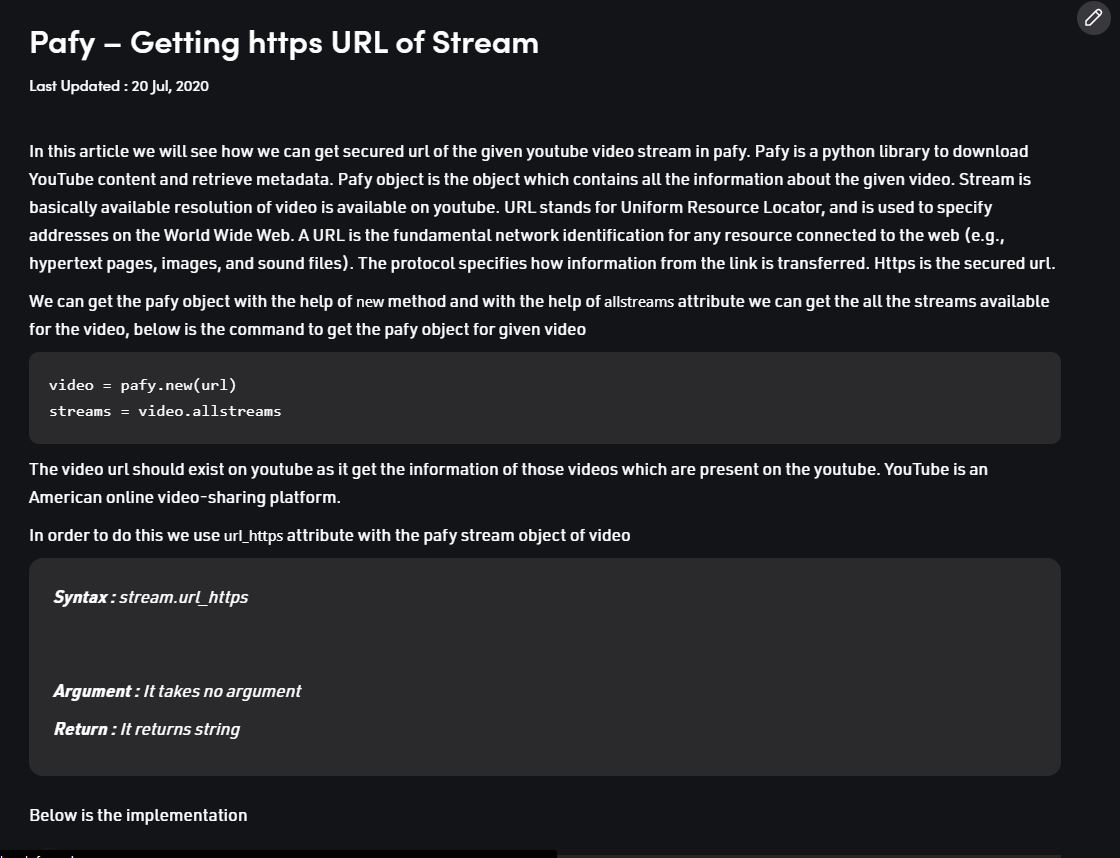 Pafy – Getting https URL of Stream
Last Updated : 20 Jul, 2020
In this article we will see how we can get secured url of the given youtube video stream in pafy. Pafy is a python library to download
YouTube content and retrieve metadata. Pafy object is the object which contains all the information about the given video. Stream is
basically available resolution of video is available on youtube. URL stands for Uniform Resource Locator, and is used to specify
addresses on the World Wide Web. A URL is the fundamental network identification for any resource connected to the web (e.g.,
hypertext pages, images, and sound files). The protocol specifies how information from the link is transferred. Https is the secured url.
We can get the pafy object with the help of new method and with the help of allstreams attribute we can get the all the streams available
for the video, below is the command to get the pafy object for given video
video = pafy.new(url)
streams = video.allstreams
The video url should exist on youtube as it get the information of those videos which are present on the youtube. YouTube is an
American online video-sharing platform.
In order to do this we use url_https attribute with the pafy stream object of video
Syntax : stream.url_https
Argument : It takes no argument
Return : It returns string
Below is the implementation